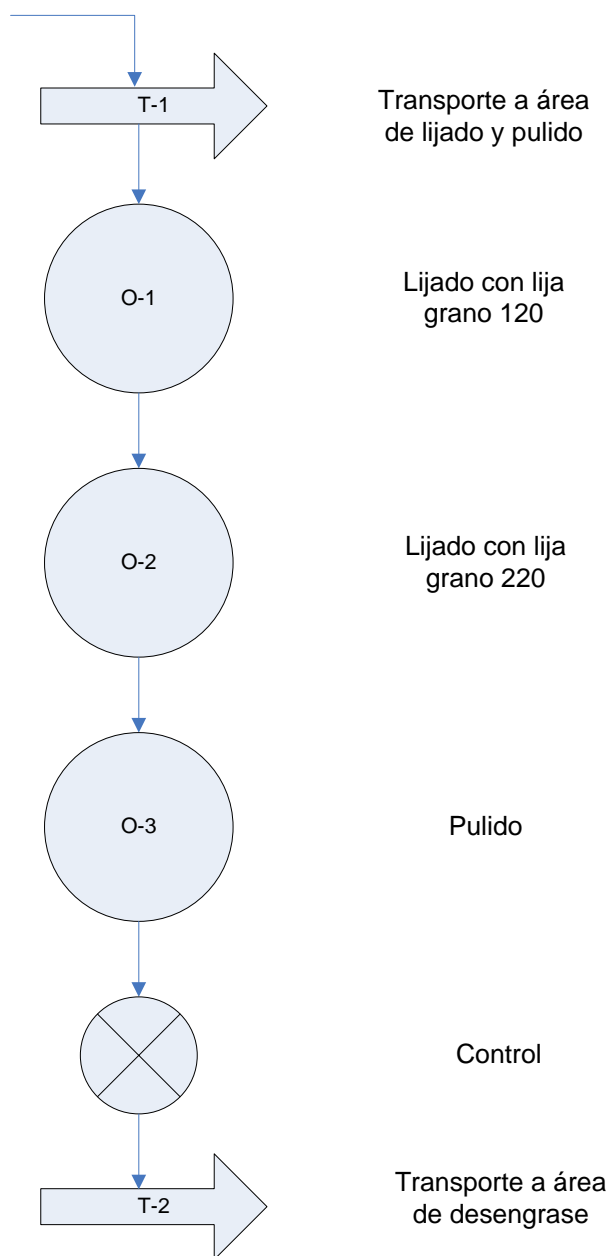 T-1
Transporte a área
de lijado y pulido
O-1
Lijado con lija
grano 120
O-2
Lijado con lija
grano 220
O-3
Pulido
Control
T-2
Transporte a área
de desengrase